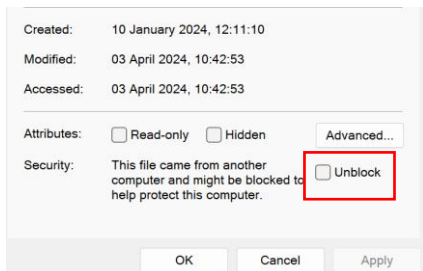 Created: 10 January 2024, 12:11:10
Modified: 03 April 2024, 10:42:53
Accessed: 03 April 2024, 10:42:53
Attributes: Read-only Hidden Advanced...
Security: This file came from another
computer and might be blocked to
help protect this computer.
Unblock
OK Cancel Apply